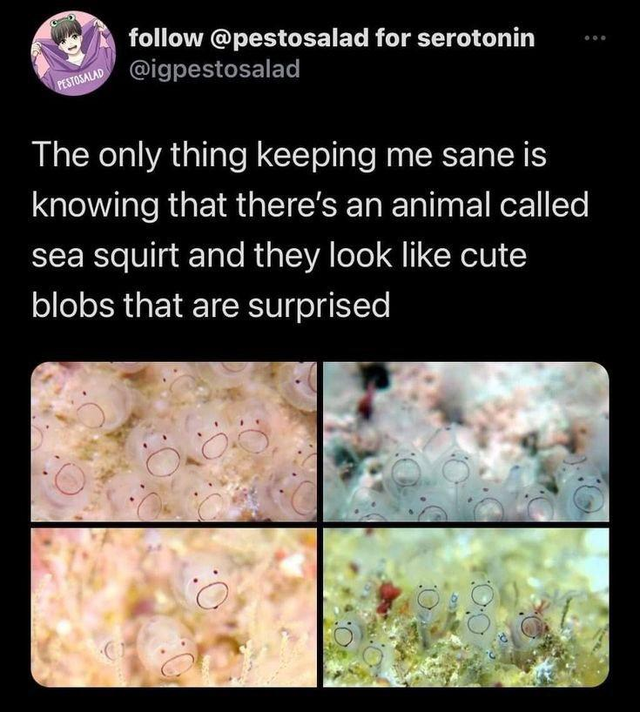 follow @pestosalad for serotonin
@igpestosalad
PESTOSALAD
The only thing keeping me sane is
knowing that there's an animal called
sea squirt and they look like cute
blobs that are surprised